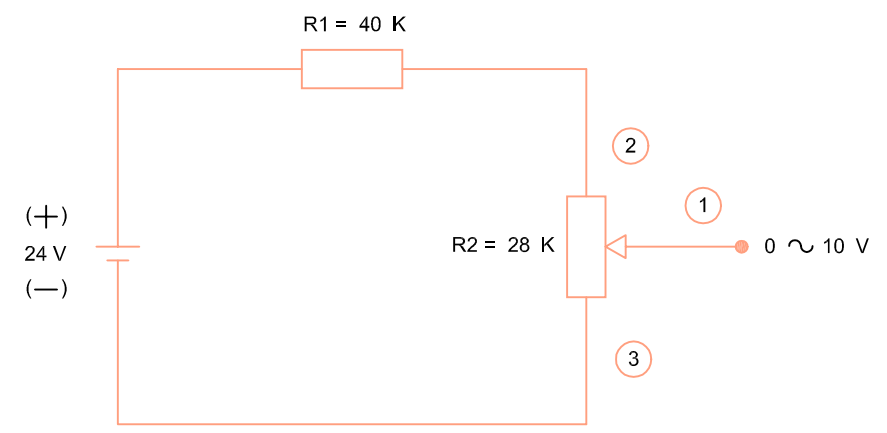 R1 = 40 K
2
1
(+)
24 V
(—)
R2 = 28 K
0 ∿ 10 V
3